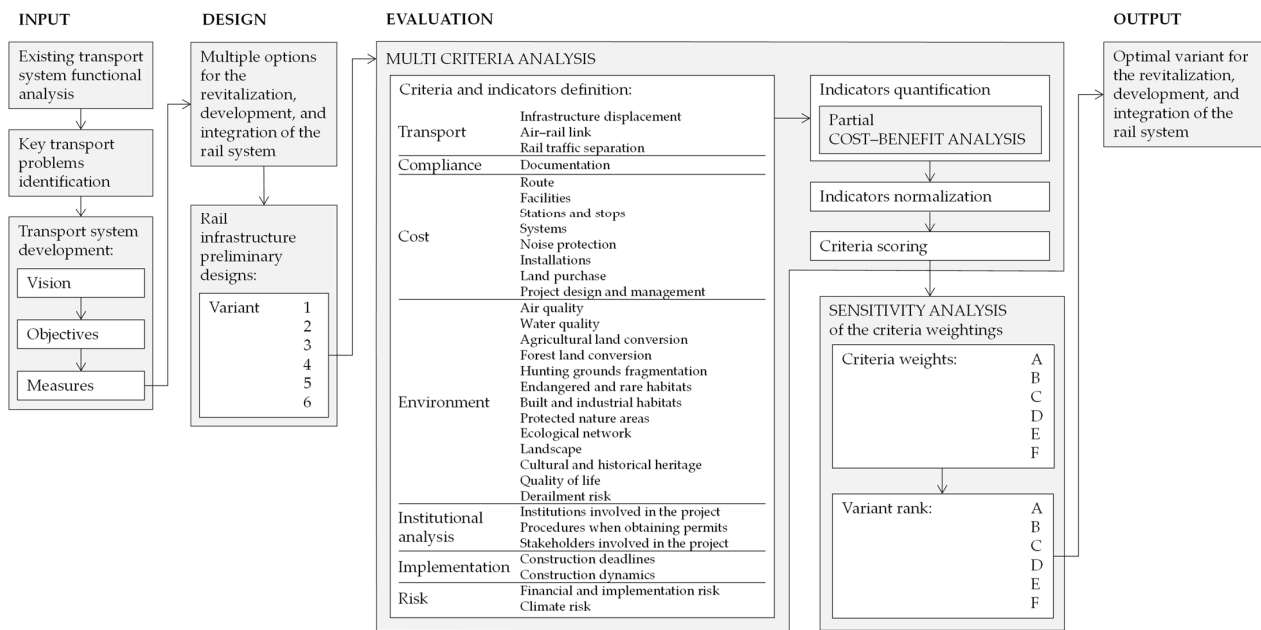 INPUT
Existing transport
system functional
analysis
Key transport
problems
identification
Transport system
development:
Vision
Objectives
Measures
DESIGN
Multiple options
for the
revitalization,
development, and
integration of the
rail system
Rail
infrastructure
preliminary
designs:
Variant 1
2
3
4
5
6
EVALUATION
MULTI CRITERIA ANALYSIS
Criteria and indicators definition:
Transport
Infrastructure displacement
Air–rail link
Rail traffic separation
Compliance
Documentation
Cost
Route
Facilities
Stations and stops
Systems
Noise protection
Installations
Land purchase
Project design and management
Environment
Air quality
Water quality
Agricultural land conversion
Forest land conversion
Hunting grounds fragmentation
Endangered and rare habitats
Built and industrial habitats
Protected nature areas
Ecological network
Landscape
Cultural and historical heritage
Quality of life
Derailment risk
Institutional
analysis
Institutions involved in the project
Procedures when obtaining permits
Stakeholders involved in the project
Implementation
Construction deadlines
Construction dynamics
Risk
Financial and implementation risk
Climate risk
Indicators quantification
Partial
COST–BENEFIT ANALYSIS
Indicators normalization
Criteria scoring
SENSITIVITY ANALYSIS
of the criteria weightings
Criteria weights: A
B
C
D
E
F
Variant rank: A
B
C
D
E
F
OUTPUT
Optimal variant for
the revitalization,
development, and
integration of the
rail system